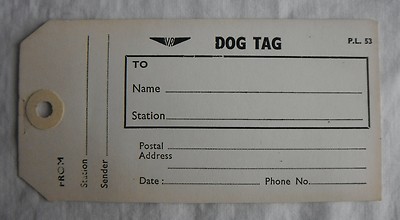 VR DOG TAG P.L. 53
TO
Name
Station
Postal
Address
Date : Phone No.
FROM
Station
Sender